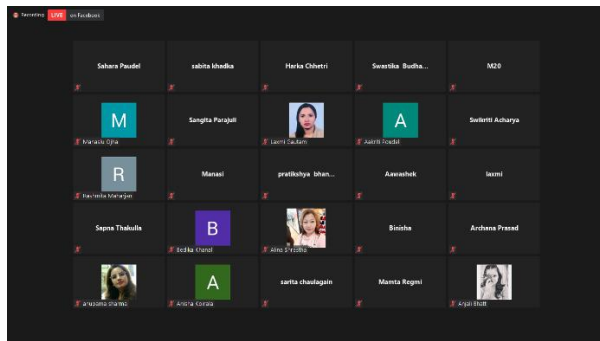 Recording LIVE on Facebook
Sahara Paudel sabita khadka Harka Chhetri Swastika Budha... M20
M Sangita Parajuli A Swikriti Acharya
Manasu Ojha Laxmi Gautam Aakriti Poudel
R Manasi pratikshya bhan... Aawashek laxmi
Rashmita Maharjan
Sapna Thakulla B Binisha Archana Prasad
Bedika Khanal Alina Shrestha
A sarita chaulagain Mamta Regmi
anupama sharma Anisha Koirala Anjali Bhatt